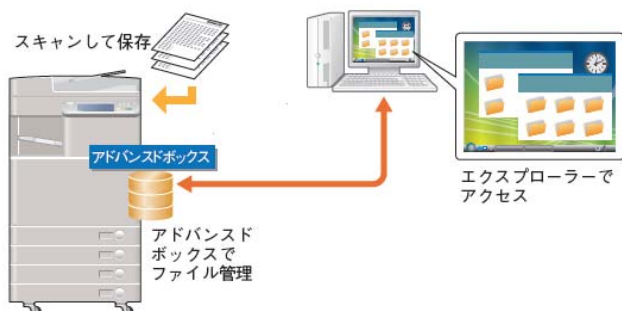 スキャンして保存
アドバンスドボックス
アドバンスド
ボックスで
ファイル管理
エクスプローラーで
アクセス